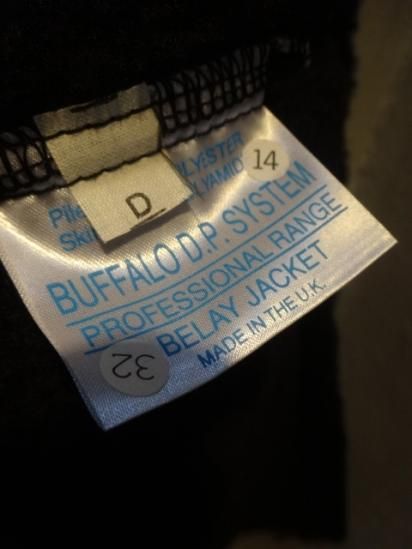 14
D
BUFFALO D.P. SYSTEM
PROFESSIONAL RANGE
BELAY JACKET
MADE IN THE U.K.
32